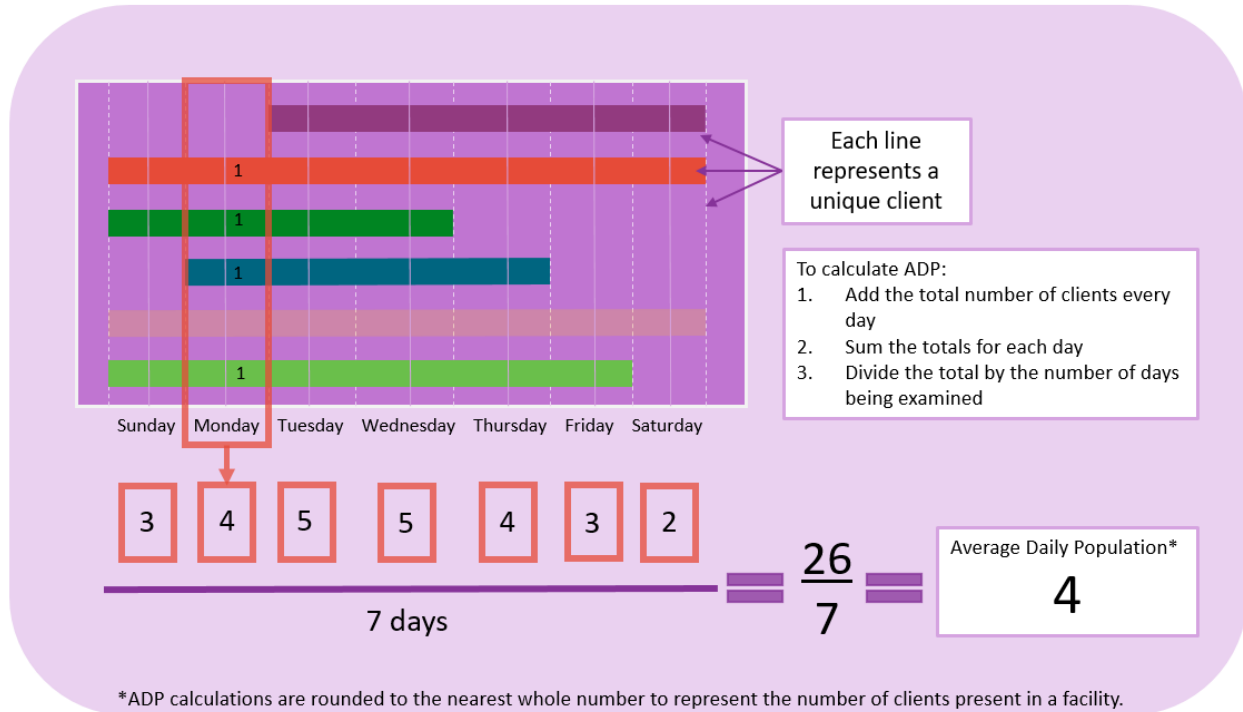 Each line
represents a
unique client
1
1
1
1
To calculate ADP:
1. Add the total number of clients every
day
2. Sum the totals for each day
3. Divide the total by the number of days
being examined
Sunday Monday Tuesday Wednesday Thursday Friday Saturday
3 4 5 5 4 3 2
7 days
26
7
Average Daily Population*
4
*ADP calculations are rounded to the nearest whole number to represent the number of clients present in a facility.